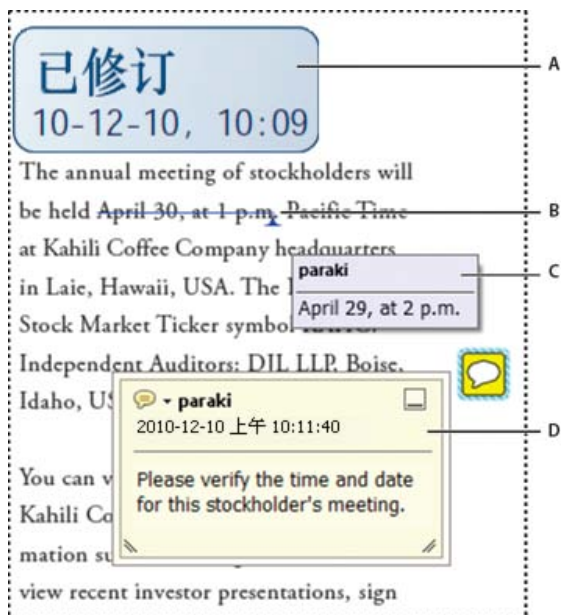 已修订
10-12-10, 10:09
A
The annual meeting of stockholders will
be held April 30, at 1 p.m. Pacific Time
B
at Kahili Coffee Company headquarters
paraki
C
in Laie, Hawaii, USA. The
April 29, at 2 p.m.
Stock Market Ticker symbol
Independent Auditors: DIL LLP, Boise,
Idaho,
paraki
2010-12-10 上午 10:11:40
D
You can
Please verify the time and date
for this stockholder's meeting.
Kahili
mation
view recent investor presentations, sign